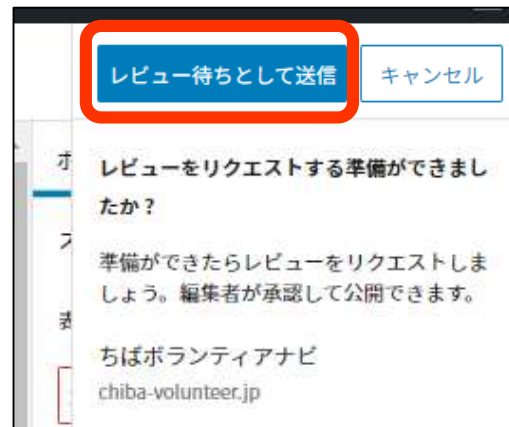 レビュー待ちとして送信 キャンセル
レビューをリクエストする準備ができまし
たか？
準備ができたらレビューをリクエストしま
しょう。編集者が承認して公開できます。
ちばボランティアナビ
chiba-volunteer.jp